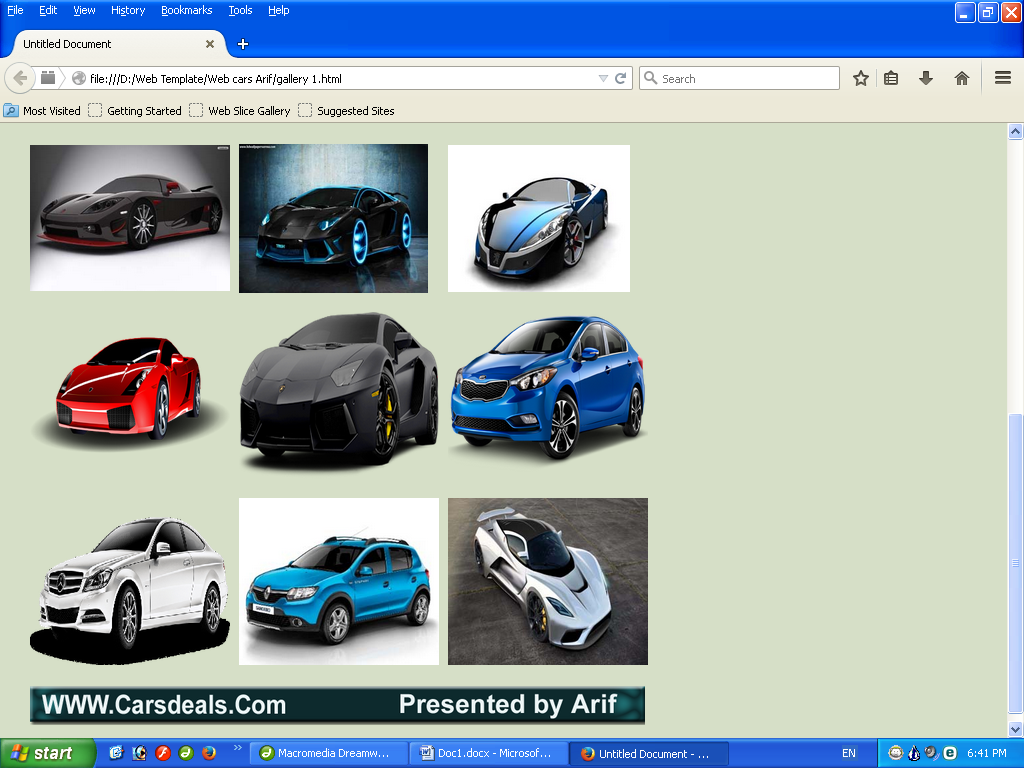 File Edit View History Bookmarks Tools Help
Untitled Document
file:///D:/Web Template/Web cars Arif/gallery 1.html
Search
Most Visited Getting Started Web Slice Gallery Suggested Sites
SANDERO
WWW.Carsdeals.Com Presented by Arif
start
Macromedia Dreamw...
Doc1.docx - Microsof...
Untitled Document - ...
EN
6:41 PM